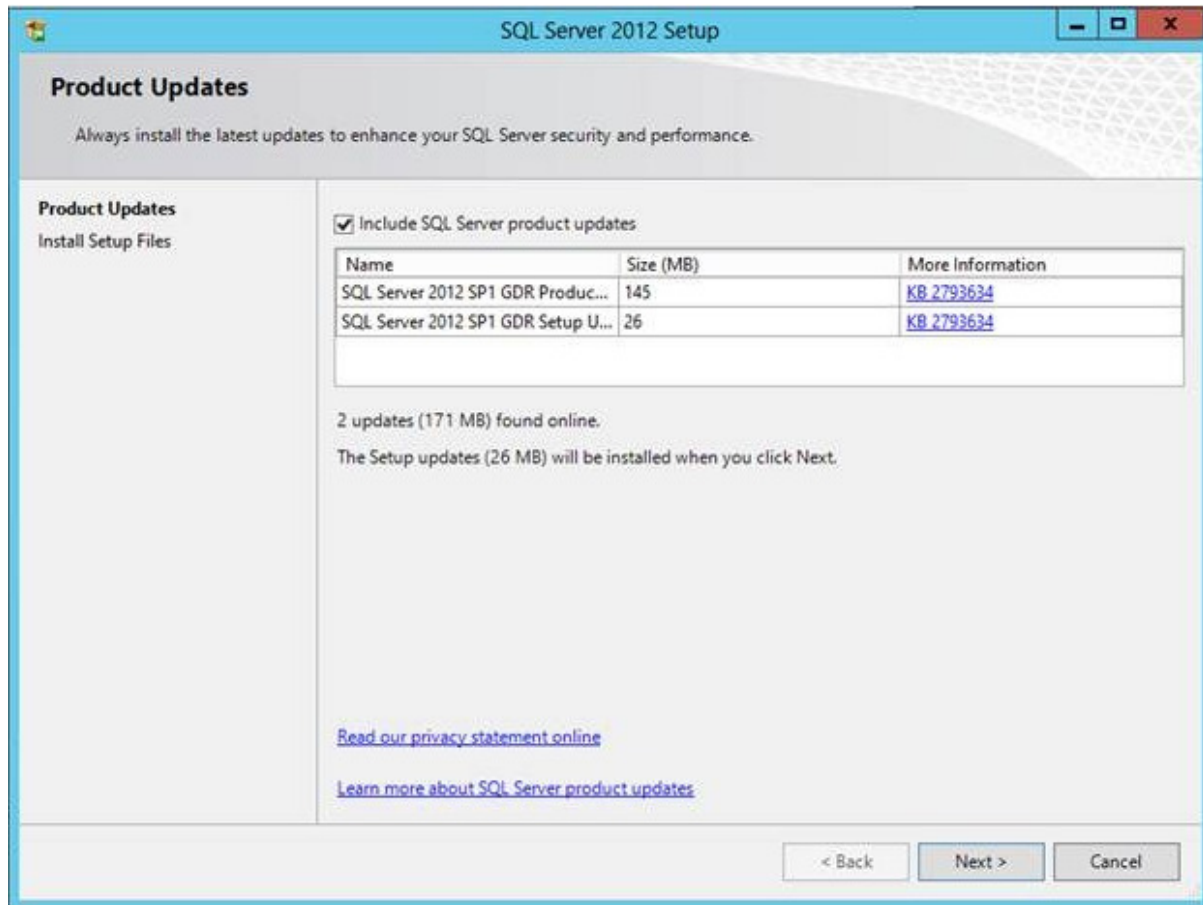 SQL Server 2012 Setup
Product Updates
Always install the latest updates to enhance your SQL Server security and performance.
Product Updates
Install Setup Files
Include SQL Server product updates
Name Size (MB) More Information
SQL Server 2012 SP1 GDR Produc... 145 KB 2793634
SQL Server 2012 SP1 GDR Setup U... 26 KB 2793634
2 updates (171 MB) found online.
The Setup updates (26 MB) will be installed when you click Next.
Read our privacy statement online
Learn more about SQL Server product updates
< Back Next > Cancel